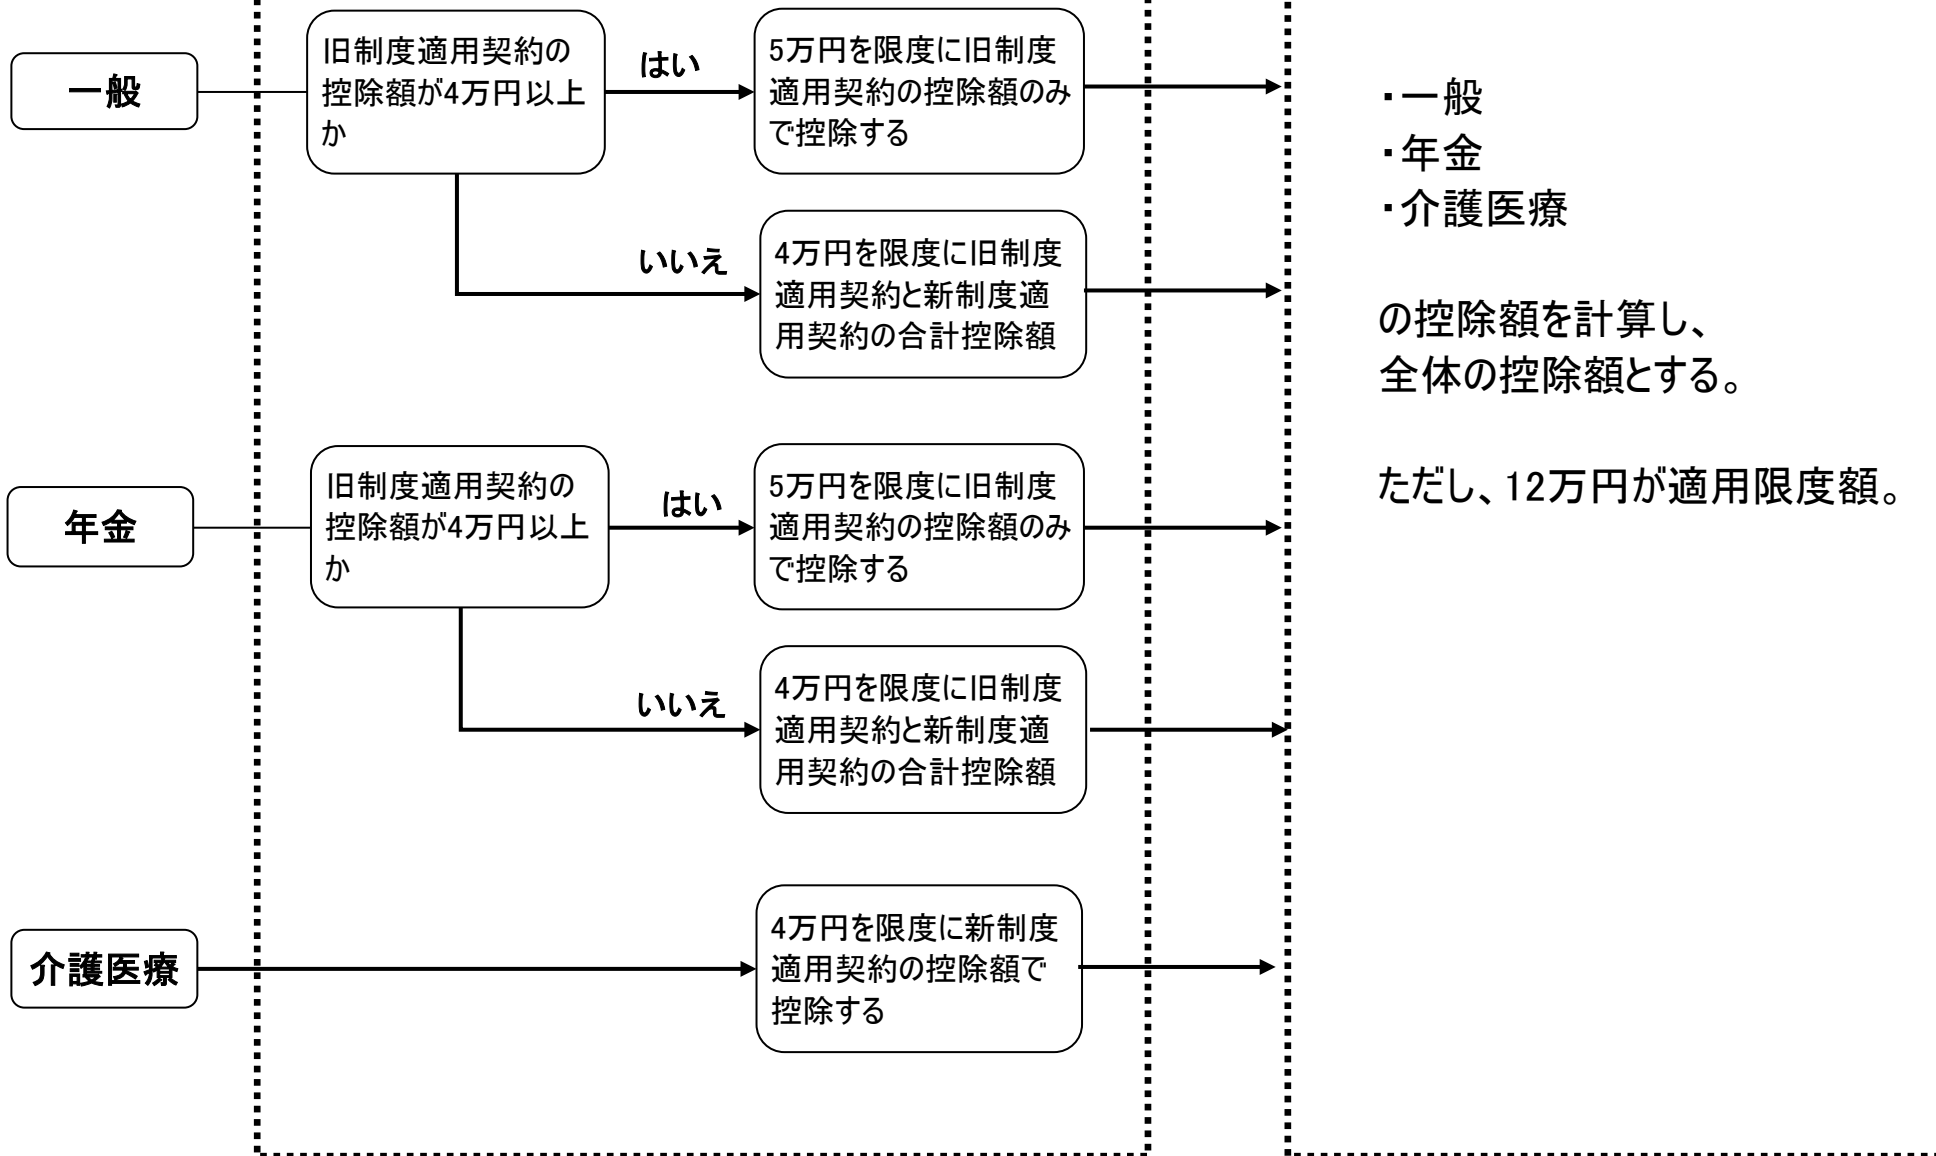 一般
旧制度適用契約の
控除額が4万円以上
か
はい
5万円を限度に旧制度
適用契約の控除額のみ
で控除する
いいえ
4万円を限度に旧制度
適用契約と新制度適
用契約の合計控除額
年金
旧制度適用契約の
控除額が4万円以上
か
はい
5万円を限度に旧制度
適用契約の控除額のみ
で控除する
いいえ
4万円を限度に旧制度
適用契約と新制度適
用契約の合計控除額
介護医療
4万円を限度に新制度
適用契約の控除額で
控除する
・一般
・年金
・介護医療
の控除額を計算し、
全体の控除額とする。
ただし、12万円が適用限度額。